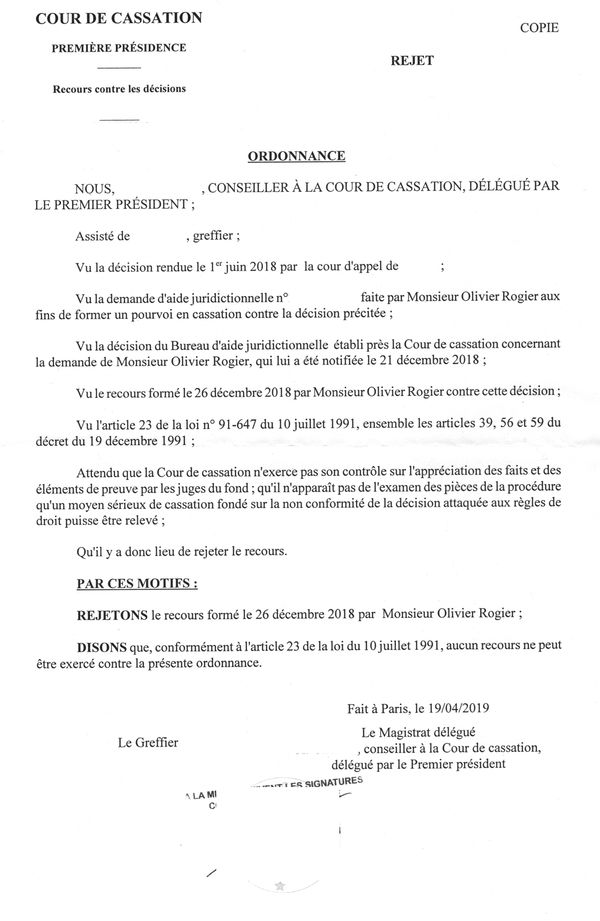 COUR DE CASSATION
COPIE
PREMIÈRE PRÉSIDENCE
REJET
Recours contre les décisions
ORDONNANCE
NOUS, , CONSEILLER À LA COUR DE CASSATION, DÉLÉGUÉ PAR
LE PREMIER PRÉSIDENT ;
Assisté de , greffier ;
Vu la décision rendue le 1er juin 2018 par la cour d'appel de ;
Vu la demande d'aide juridictionnelle n° faite par Monsieur Olivier Rogier aux
fins de former un pourvoi en cassation contre la décision précitée ;
Vu la décision du Bureau d'aide juridictionnelle établi près la Cour de cassation concernant
la demande de Monsieur Olivier Rogier, qui lui a été notifiée le 21 décembre 2018 ;
Vu le recours formé le 26 décembre 2018 par Monsieur Olivier Rogier contre cette décision ;
Vu l'article 23 de la loi n° 91-647 du 10 juillet 1991, ensemble les articles 39, 56 et 59 du
décret du 19 décembre 1991 ;
Attendu que la Cour de cassation n'exerce pas son contrôle sur l'appréciation des faits et des
éléments de preuve par les juges du fond ; qu'il n'apparaît pas de l'examen des pièces de la procédure
qu'un moyen sérieux de cassation fondé sur la non conformité de la décision attaquée aux règles de
droit puisse être relevé ;
Qu'il y a donc lieu de rejeter le recours.
PAR CES MOTIFS :
REJETONS le recours formé le 26 décembre 2018 par Monsieur Olivier Rogier ;
DISONS que, conformément à l'article 23 de la loi du 10 juillet 1991, aucun recours ne peut
être exercé contre la présente ordonnance.
Fait à Paris, le 19/04/2019
Le Greffier
Le Magistrat délégué
, conseiller à la Cour de cassation,
délégué par le Premier président
LES SIGNATURES
LA